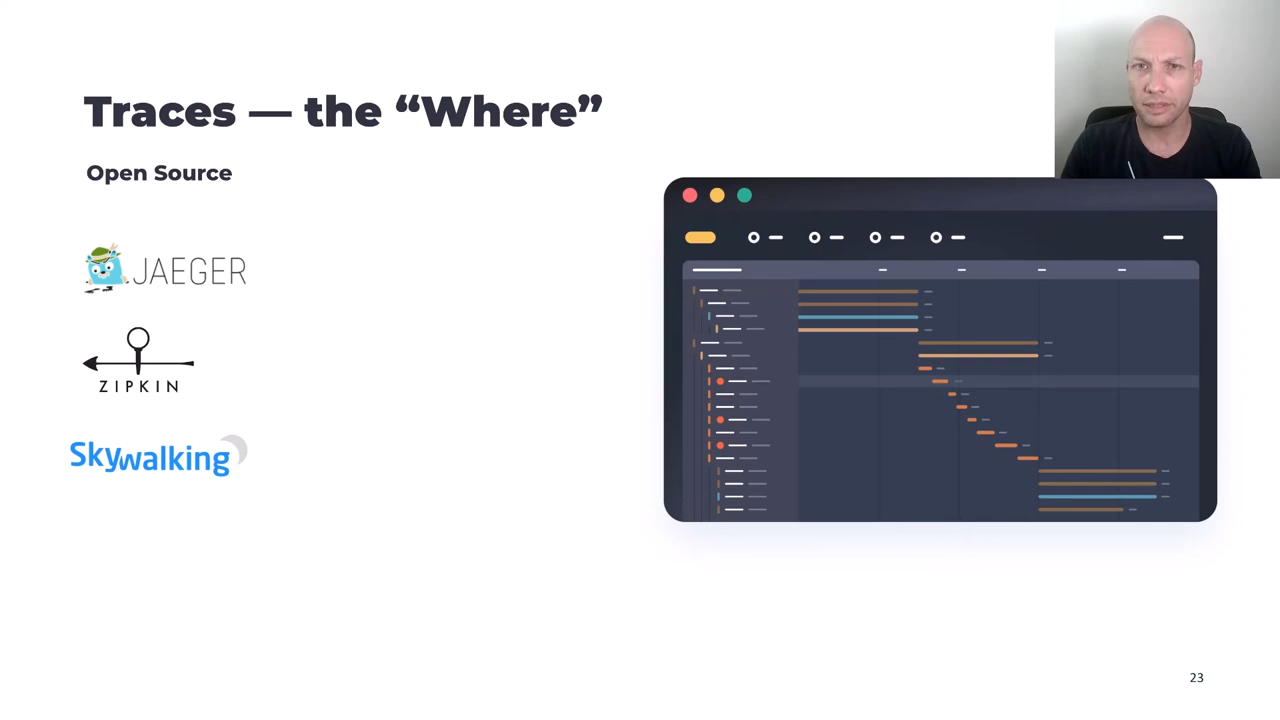 Traces — the “Where”
Open Source
JAEGER
ZIPKIN
Skywalking
23